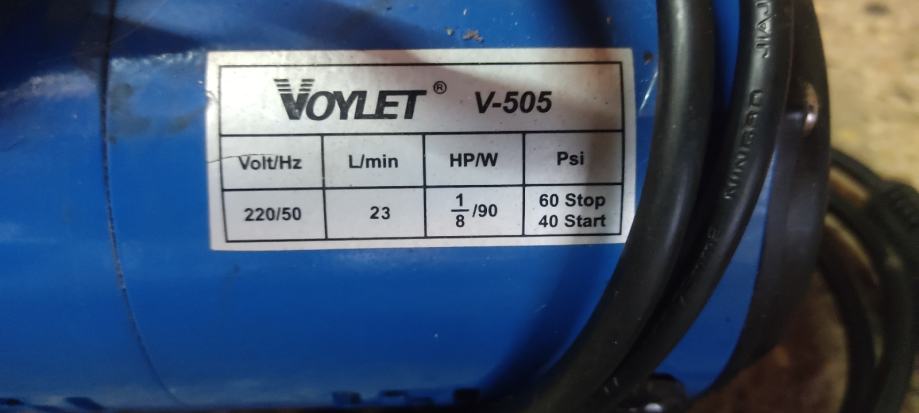 VOYLET® V-505
Volt/Hz L/min HP/W Psi
220/50 23 1/8/90 60 Stop
40 Start